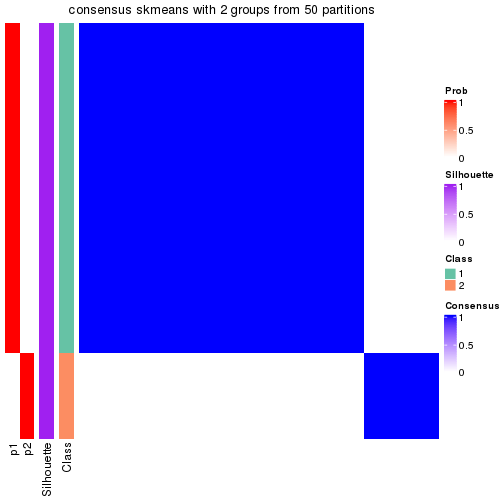 consensus skmeans with 2 groups from 50 partitions
Prob
1
0.5
0
Silhouette
1
0.5
0
Class
1
2
Consensus
1
0.5
0
p1
p2
Silhouette
Class